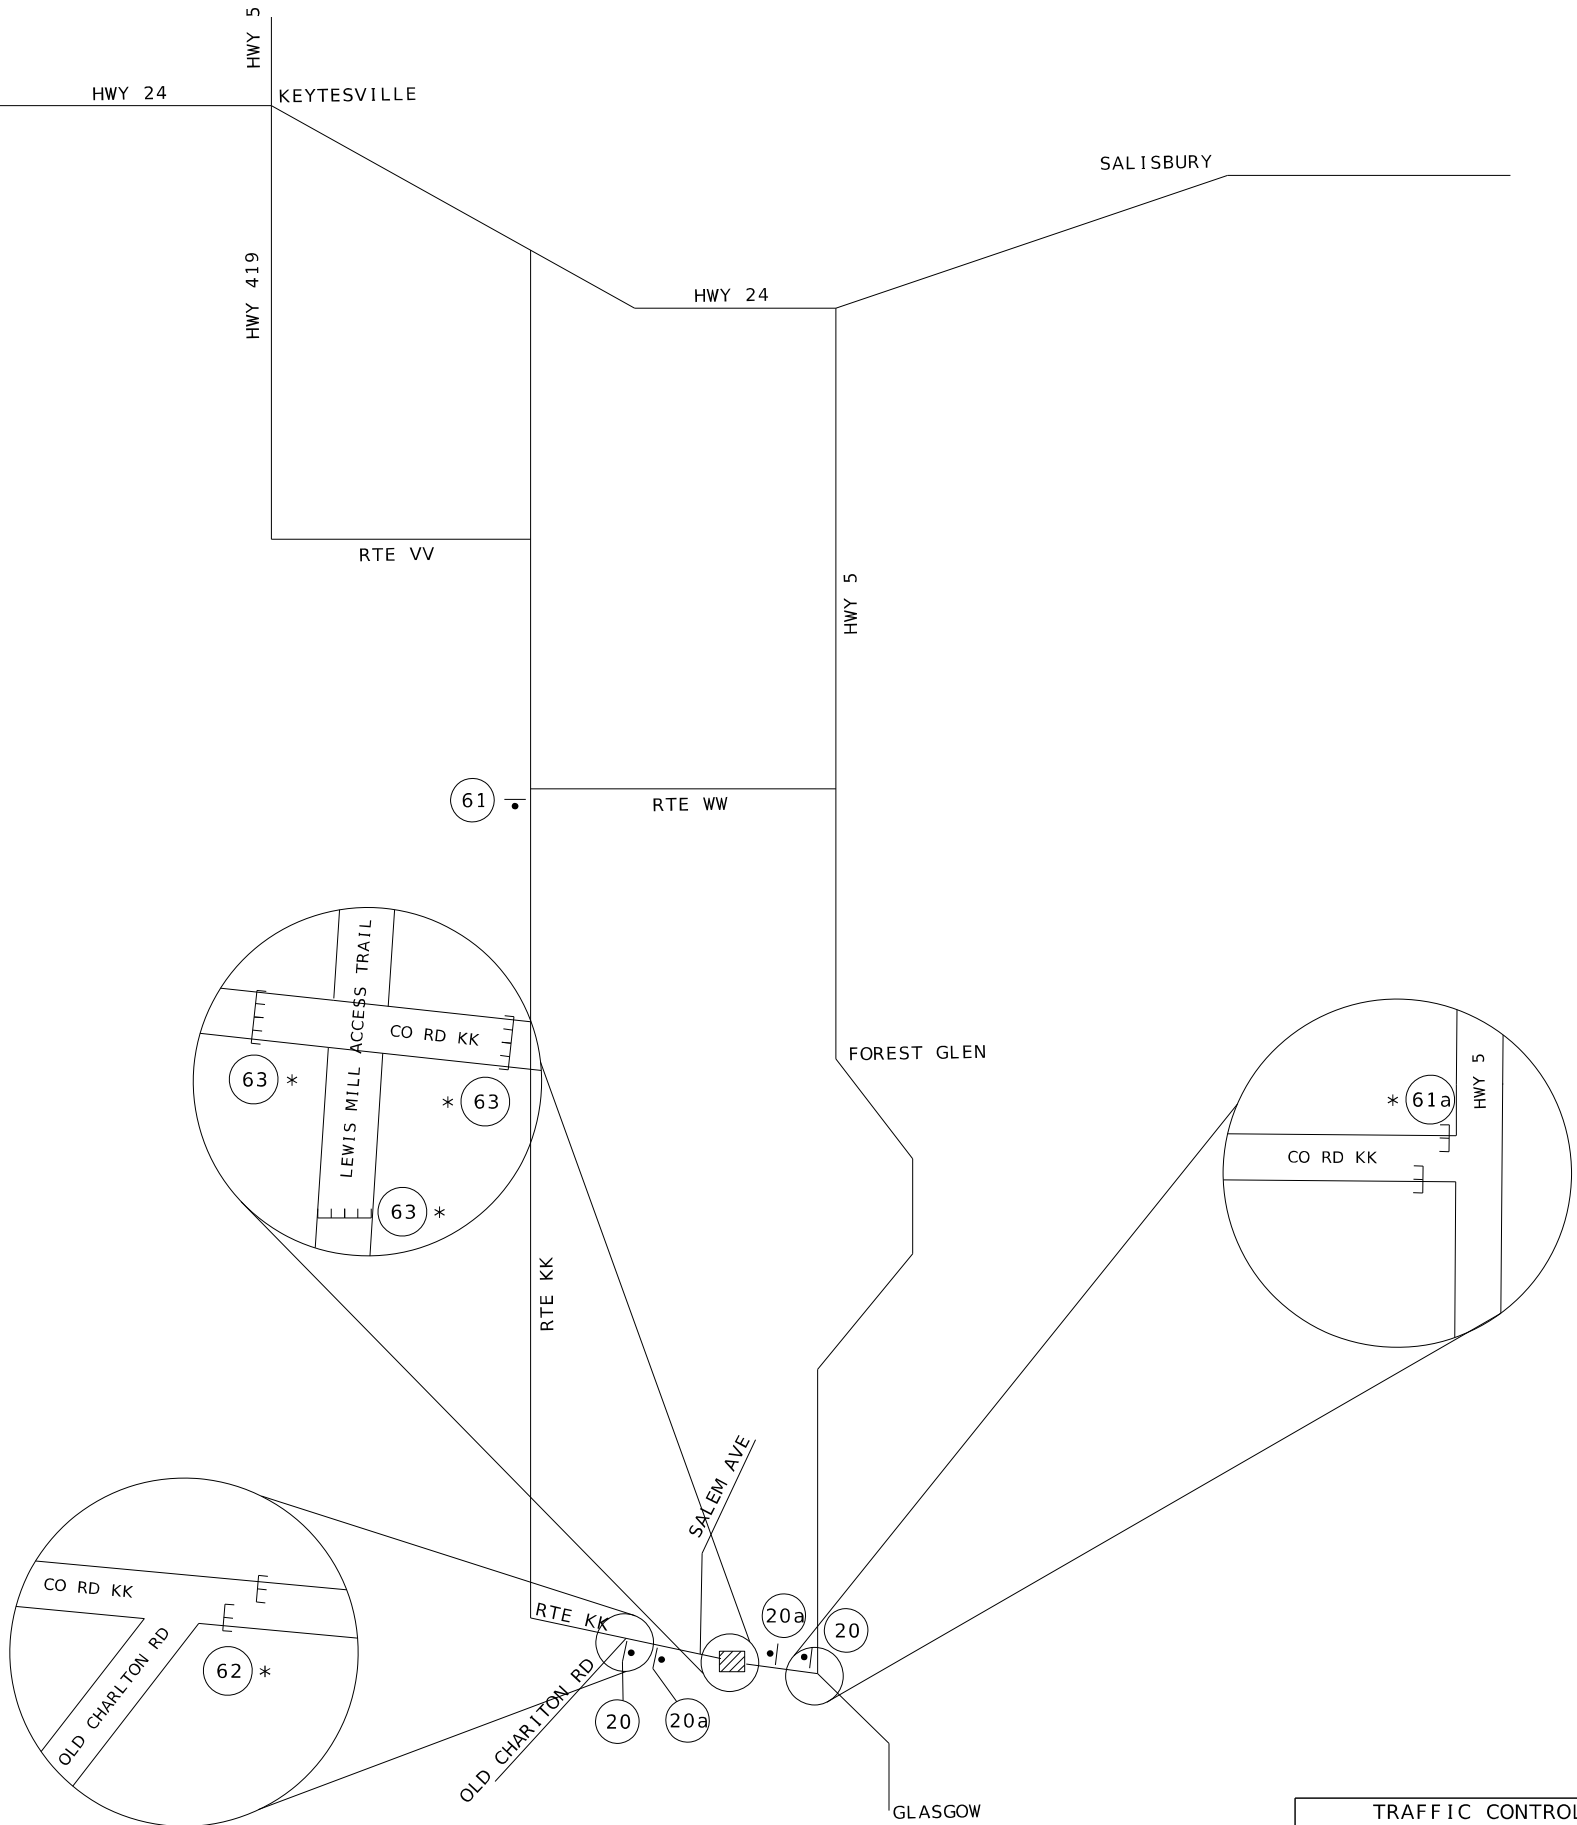 HWY 5
HWY 24
KEYTESVILLE
SALISBURY
HWY 419
HWY 24
RTE VV
HWY 5
61
RTE WW
LEWIS MILL ACCESS TRAIL
CO RD KK
63 *
* 63
63 *
FOREST GLEN
HWY 5
* 61a
CO RD KK
RTE KK
SALEM AVE
CO RD KK
OLD CHARLTON RD
62 *
RTE KK
20a
20
OLD CHARITON RD
20
20a
GLASGOW
TRAFFIC CONTROL